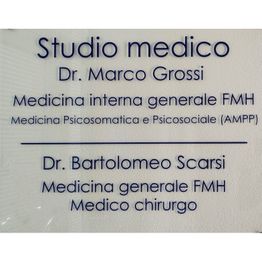 Studio medico
Dr. Marco Grossi
Medicina interna generale FMH
Medicina Psicosomatica e Psicosociale (AMPP)
Dr. Bartolomeo Scarsi
Medicina generale FMH
Medico chirurgo